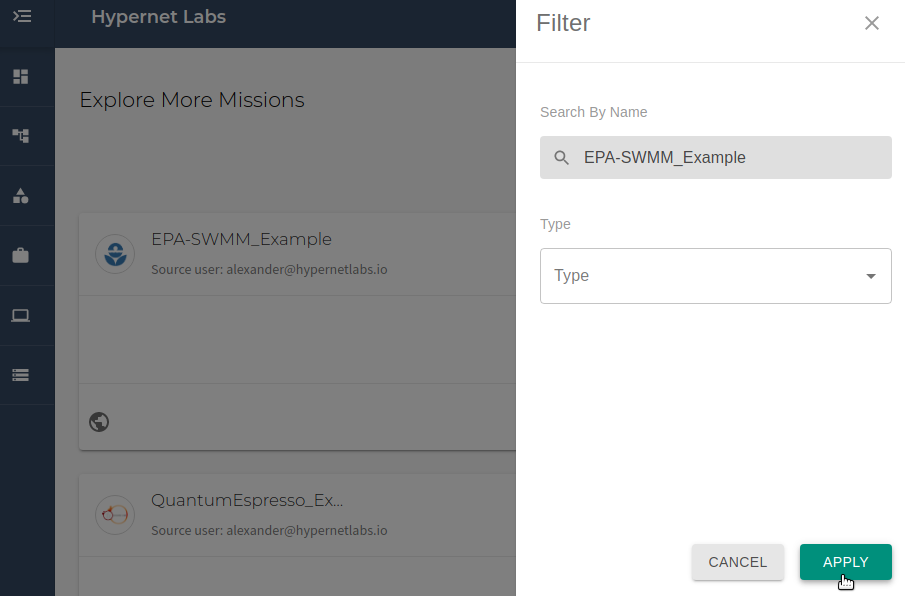 Hypernet Labs
Explore More Missions
EPA-SWMM_Example
Source user: alexander@hypernetlabs.io
QuantumEspresso_Ex...
Source user: alexander@hypernetlabs.io
Filter
Search By Name
EPA-SWMM_Example
Type
Type
CANCEL
APPLY